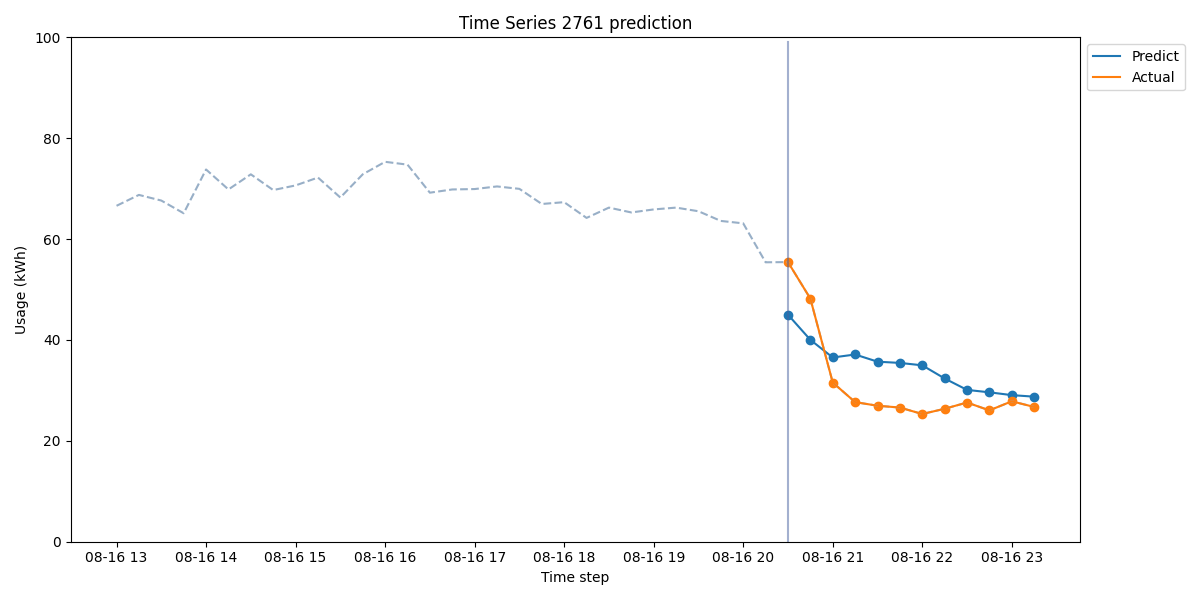 Time Series 2761 prediction
Predict
Actual
Usage (kWh)
100
80
60
40
20
0
08-16 13 08-16 14 08-16 15 08-16 16 08-16 17 08-16 18 08-16 19 08-16 20 08-16 21 08-16 22 08-16 23
Time step